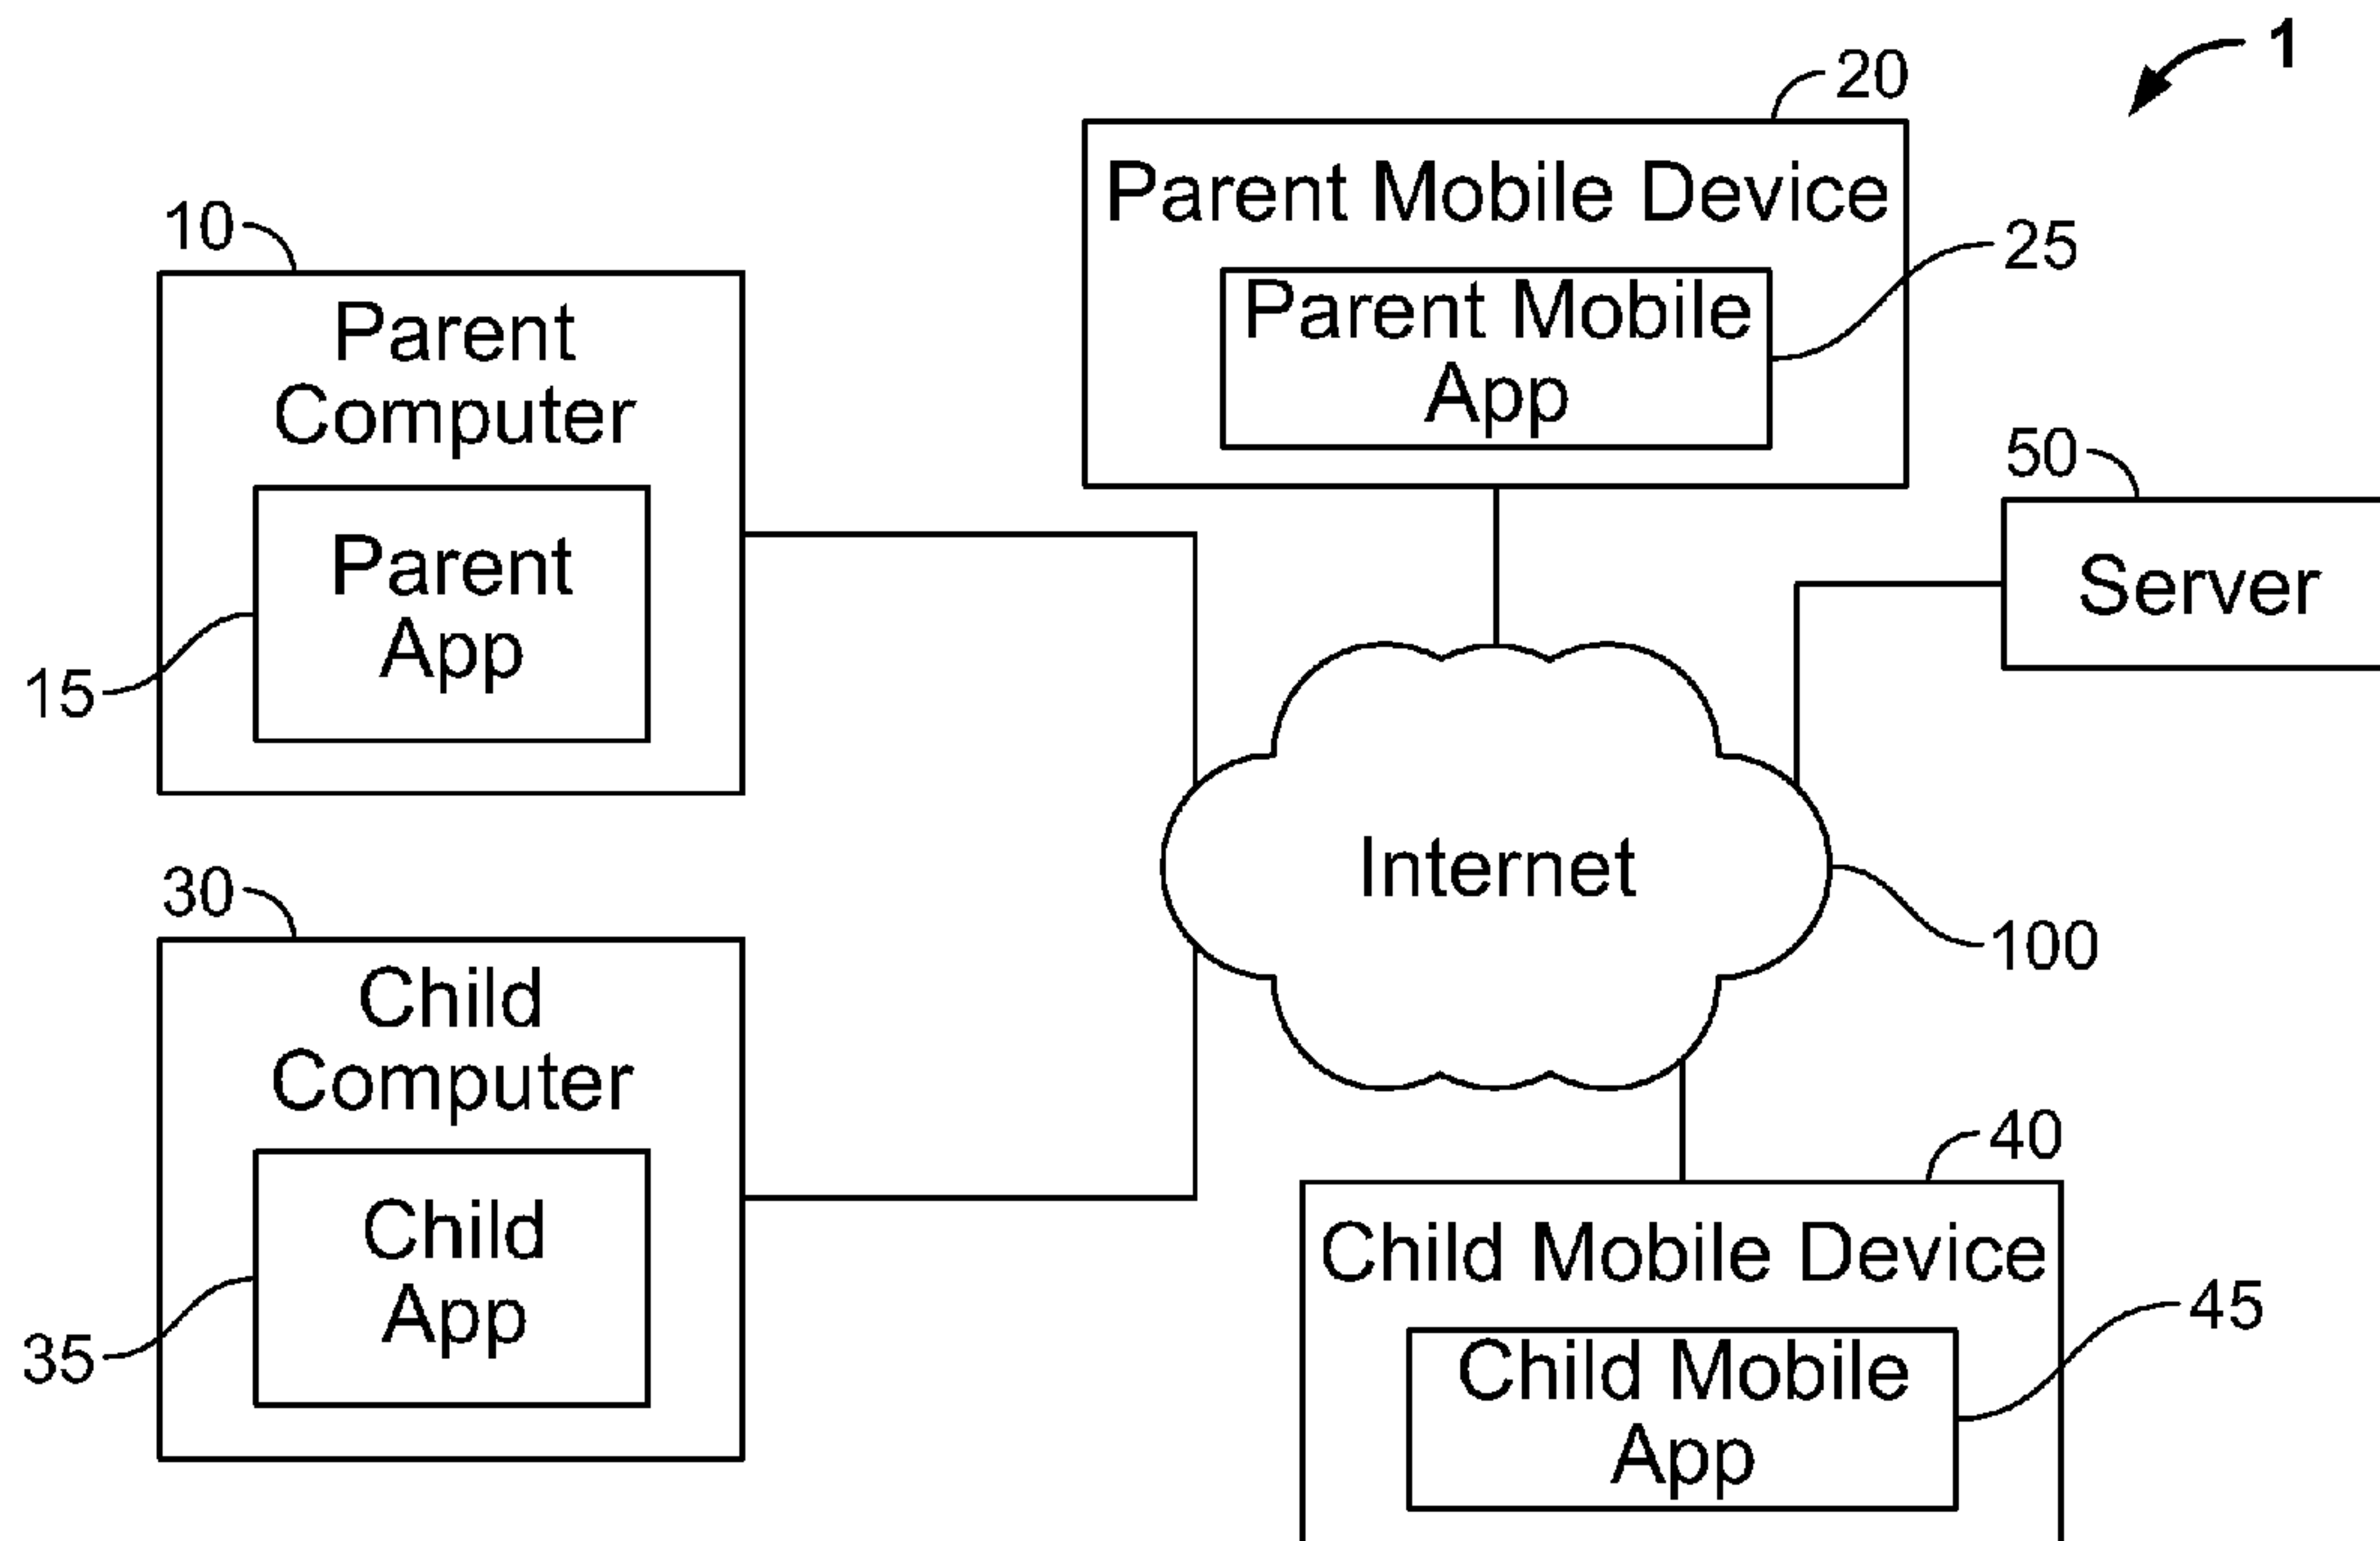 1
20
Parent Mobile Device
10
25
Parent Mobile
App
Parent
Computer
50
Server
Parent
App
15
Internet
30
100
Child
Computer
40
Child Mobile Device
Child
App
45
35
Child Mobile
App